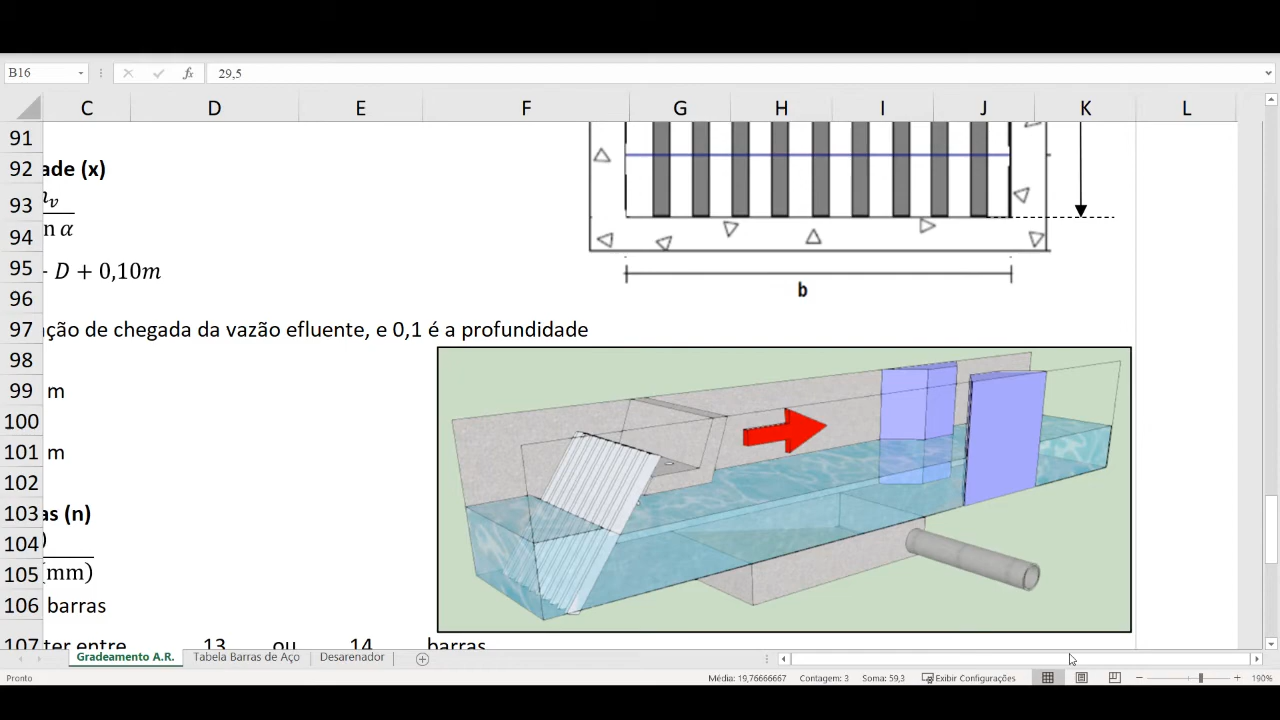 B16
fx
29,5
C D E F G H I J K L
91
92 ade (x)
93
94 n α
95 - D + 0,10m
96
b
97 ção de chegada da vazão efluente, e 0,1 é a profundidade
98
99 m
100
101 m
102
103 as (n)
104 )
105 (mm)
106 barras
107 ter entre 13 ou 14 barras
Gradeamento A.R. Tabela Barras de Aço Desarenador
Pronto Média: 19,76666667 Contagem: 3 Soma: 59,3 Exibir Configurações 190%